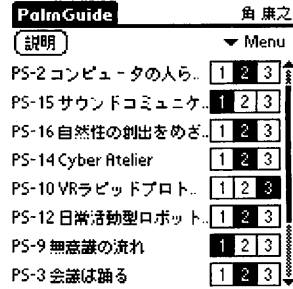 PalmGuide 角 康之
説明 ▼ Menu
PS-2 コンピュータの人ら.. 1 2 3
PS-15 サウンドコミュニケ.. 1 2 3
PS-16 自然性の創出をめざ.. 1 2 3
PS-14 Cyber Atelier 1 2 3
PS-10 VRラピッドプロト.. 1 2 3
PS-12 日常活動型ロボット.. 1 2 3
PS-9 無意識の流れ 1 2 3
PS-3 会議は踊る 1 2 3